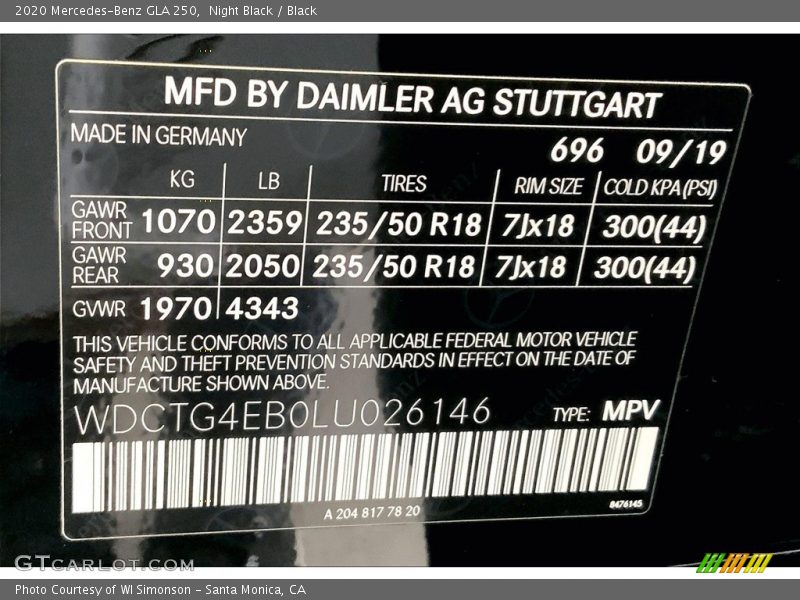 2020 Mercedes-Benz GLA 250,  Night Black / Black
MFD BY DAIMLER AG STUTTGART
MADE IN GERMANY 696 09/19
KG LB TIRES RIM SIZE COLD KPA (PSI)
GAWR FRONT 1070 2359 235/50 R18 7Jx18 300(44)
GAWR REAR 930 2050 235/50 R18 7Jx18 300(44)
GVWR 1970 4343
THIS VEHICLE CONFORMS TO ALL APPLICABLE FEDERAL MOTOR VEHICLE
SAFETY AND THEFT PREVENTION STANDARDS IN EFFECT ON THE DATE OF
MANUFACTURE SHOWN ABOVE.
WDCTG4EB0LU026146 TYPE: MPV
A 204 817 78 20 8476145
GTCARLOT.COM
Photo Courtesy of WI Simonson - Santa Monica, CA